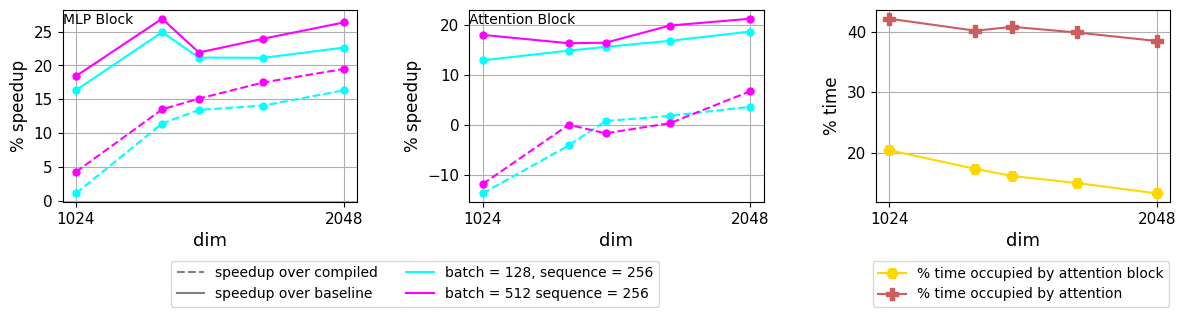 MLP Block
% speedup
25
20
15
10
5
0
1024
2048
dim
Attention Block
% speedup
20
10
0
−10
1024
2048
dim
% time
40
30
20
1024
2048
dim
speedup over compiled
speedup over baseline
batch = 128, sequence = 256
batch = 512 sequence = 256
% time occupied by attention block
% time occupied by attention